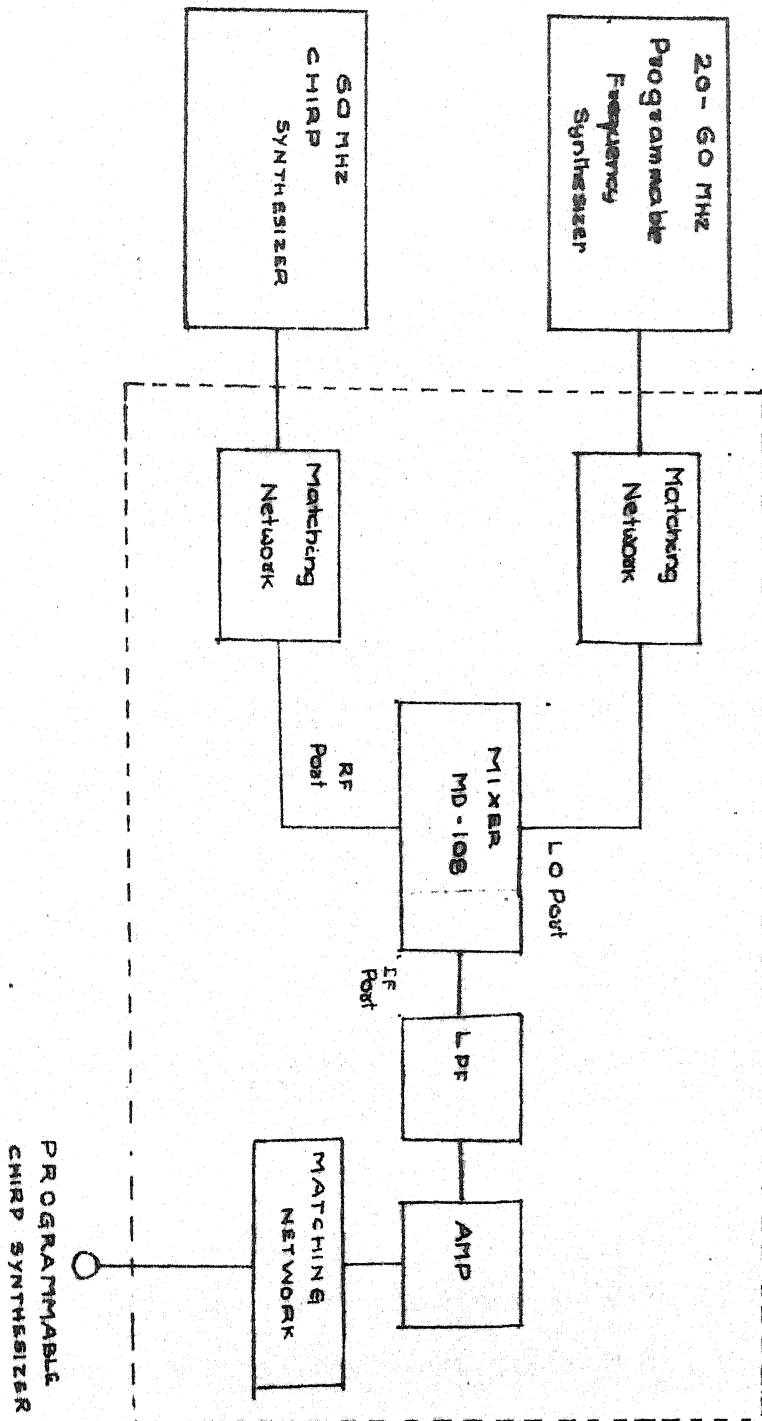 20-60 MHz
Programmable
Frequency
Synthesizer
Matching
Network
60 MHZ
CHIRP
SYNTHESIZER
Matching
Network
LO Port
MIXER
MD-108
RF
Port
IF
Port
LPF
AMP
MATCHING
NETWORK
PROGRAMMABLE
CHIRP SYNTHESIZER